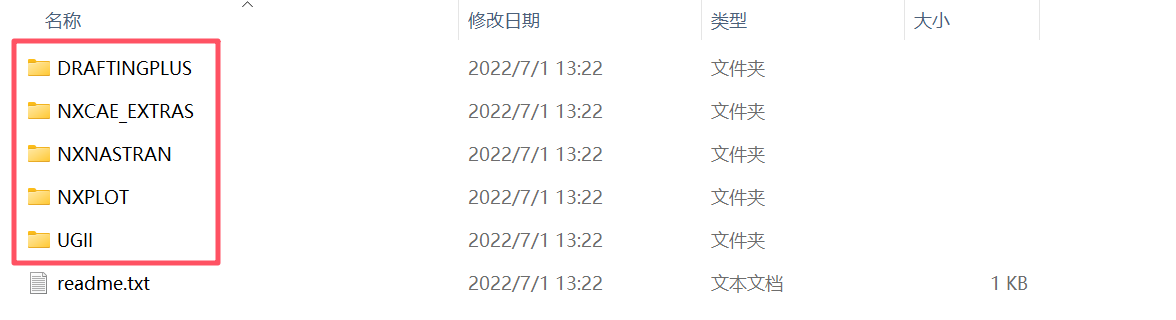 名称 修改日期 类型 大小
DRAFTINGPLUS 2022/7/1 13:22 文件夹
NXCAE_EXTRAS 2022/7/1 13:22 文件夹
NXNASTRAN 2022/7/1 13:22 文件夹
NXPLOT 2022/7/1 13:22 文件夹
UGII 2022/7/1 13:22 文件夹
readme.txt 2022/7/1 13:22 文本文档 1 KB